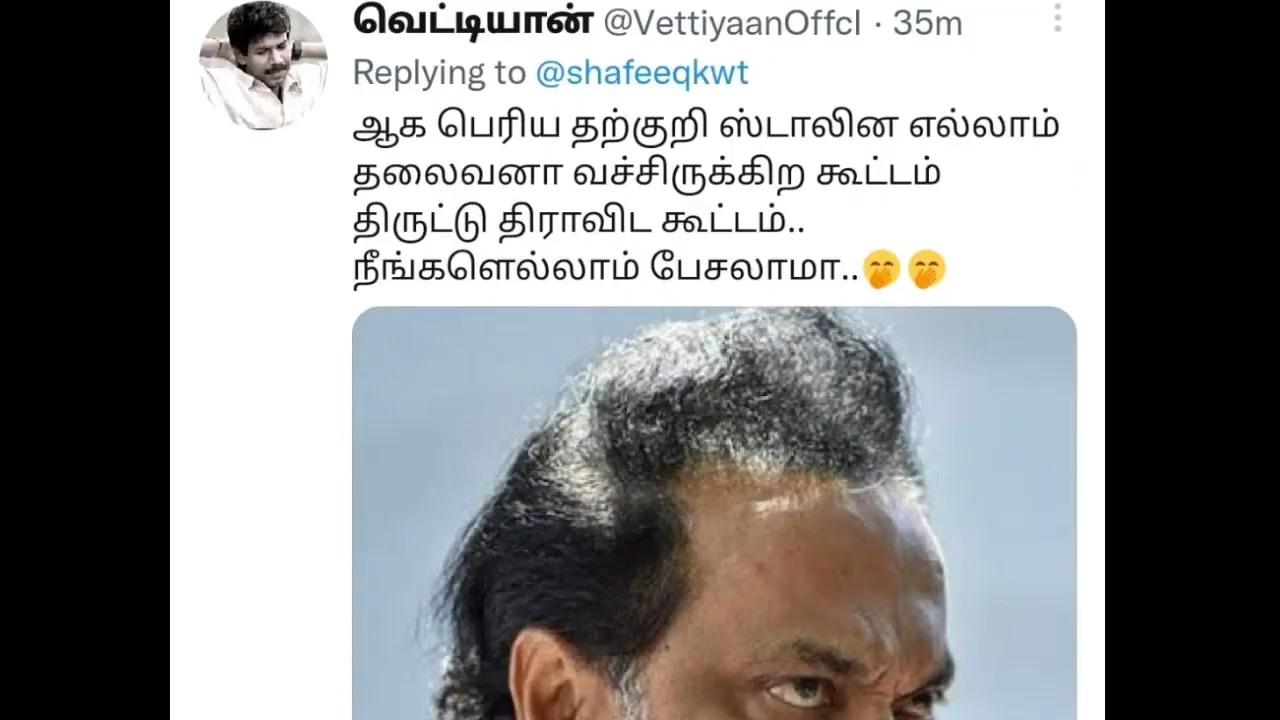 வெட்டியான் @VettiyaanOffcl · 35m
Replying to @shafeeqkwt
ஆக பெரிய தற்குறி ஸ்டாலின எல்லாம்
தலைவனா வச்சிருக்கிற கூட்டம்
திருட்டு திராவிட கூட்டம்..
நீங்களெல்லாம் பேசலாமா..🤭🤭